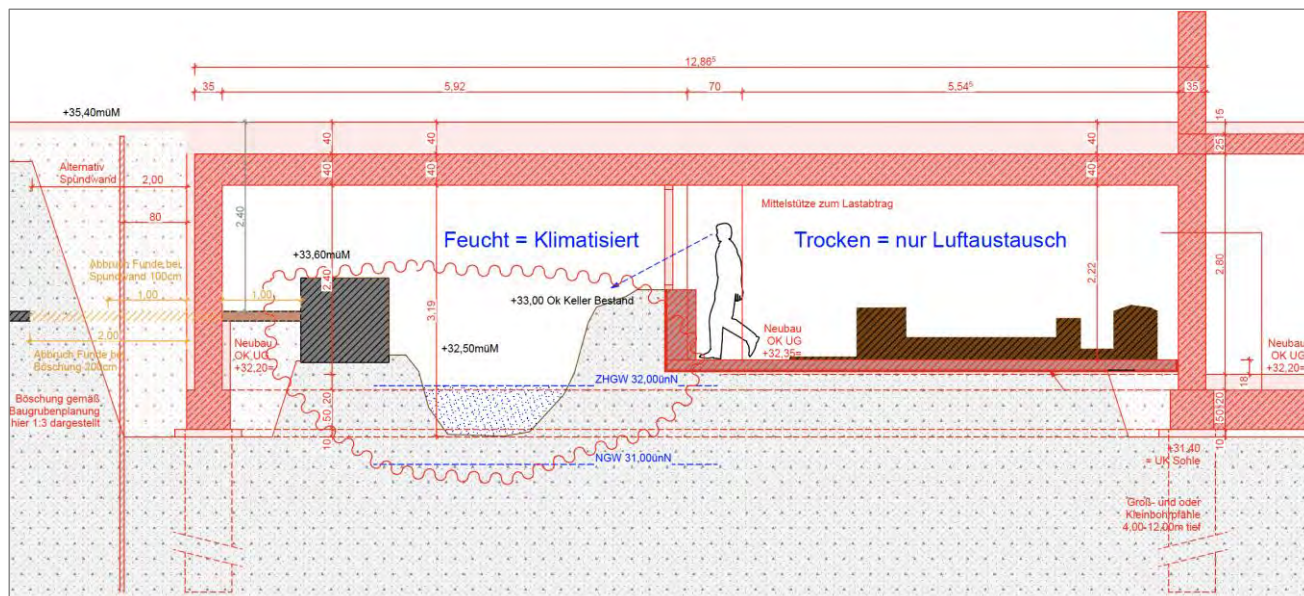 12,86⁵
35
5,92
70
5,54⁵
35
+35,40müM
40
40
40
15
Alternativ
Spundwand
2,00
40
40
40
25
80
2,40
Mittelstütze zum Lastabtrag
Feucht = Klimatisiert
Trocken = nur Luftaustausch
+33,60müM
Abbruch Funde bei
Spundwand 100cm
2,40
2,22
2,80
1,00
1,00
+33,00 Ok Keller Bestand
3,19
2,00
Neubau
OK UG
+32,20=
+32,50müM
Neubau
OK UG
+32,35=
Neubau
OK UG
+32,20=
Abbruch Funde bei
Böschung 200cm
ZHGW 32,00ünN
18
Böschung gemäß
Baugrubenplanung
hier 1:3 dargestellt
20
20
50
50
10
10
NGW 31,00ünN
+31,40
= UK Sohle
Groß- und oder
Kleinbohrpfähle
4,00-12,00m tief